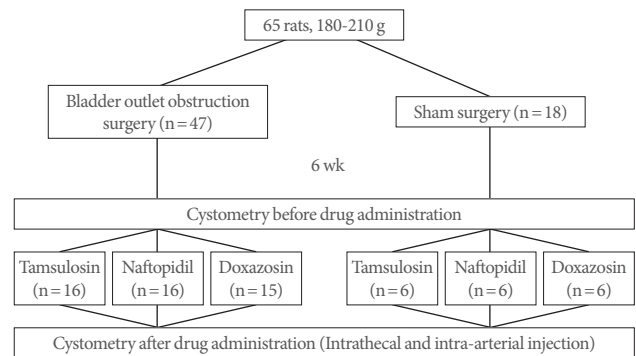 65 rats, 180-210 g
Bladder outlet obstruction
surgery (n=47)
Sham surgery (n=18)
6 wk
Cystometry before drug administration
Tamsulosin
(n=16)
Naftopidil
(n=16)
Doxazosin
(n=15)
Tamsulosin
(n=6)
Naftopidil
(n=6)
Doxazosin
(n=6)
Cystometry after drug administration (Intrathecal and intra-arterial injection)